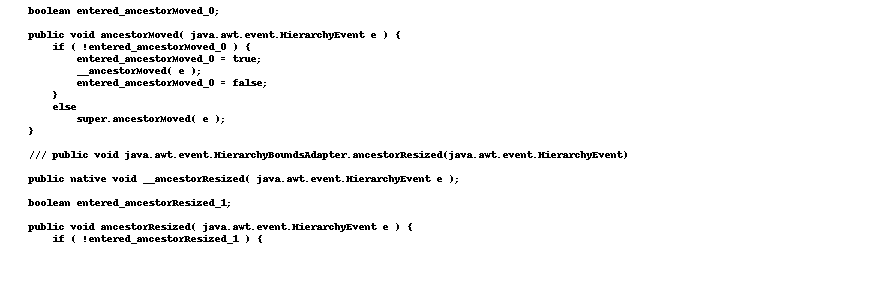 boolean entered_ancestorMoved_0;
public void ancestorMoved( java.awt.event.HierarchyEvent e ) {
if ( !entered_ancestorMoved_0 ) {
entered_ancestorMoved_0 = true;
__ancestorMoved( e );
entered_ancestorMoved_0 = false;
}
else
super.ancestorMoved( e );
}
/// public void java.awt.event.HierarchyBoundsAdapter.ancestorResized(java.awt.event.HierarchyEvent)
public native void __ancestorResized( java.awt.event.HierarchyEvent e );
boolean entered_ancestorResized_1;
public void ancestorResized( java.awt.event.HierarchyEvent e ) {
if ( !entered_ancestorResized_1 ) {